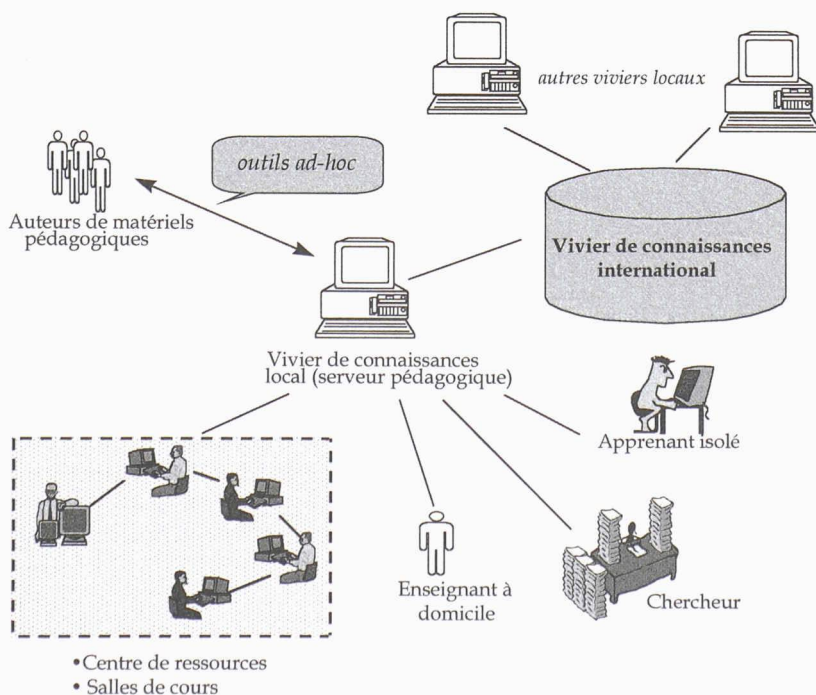 autres viviers locaux
outils ad-hoc
Auteurs de matériels
pédagogiques
Vivier de connaissances
international
Vivier de connaissances
local (serveur pédagogique)
Apprenant isolé
Enseignant à
domicile
Chercheur
•Centre de ressources
• Salles de cours